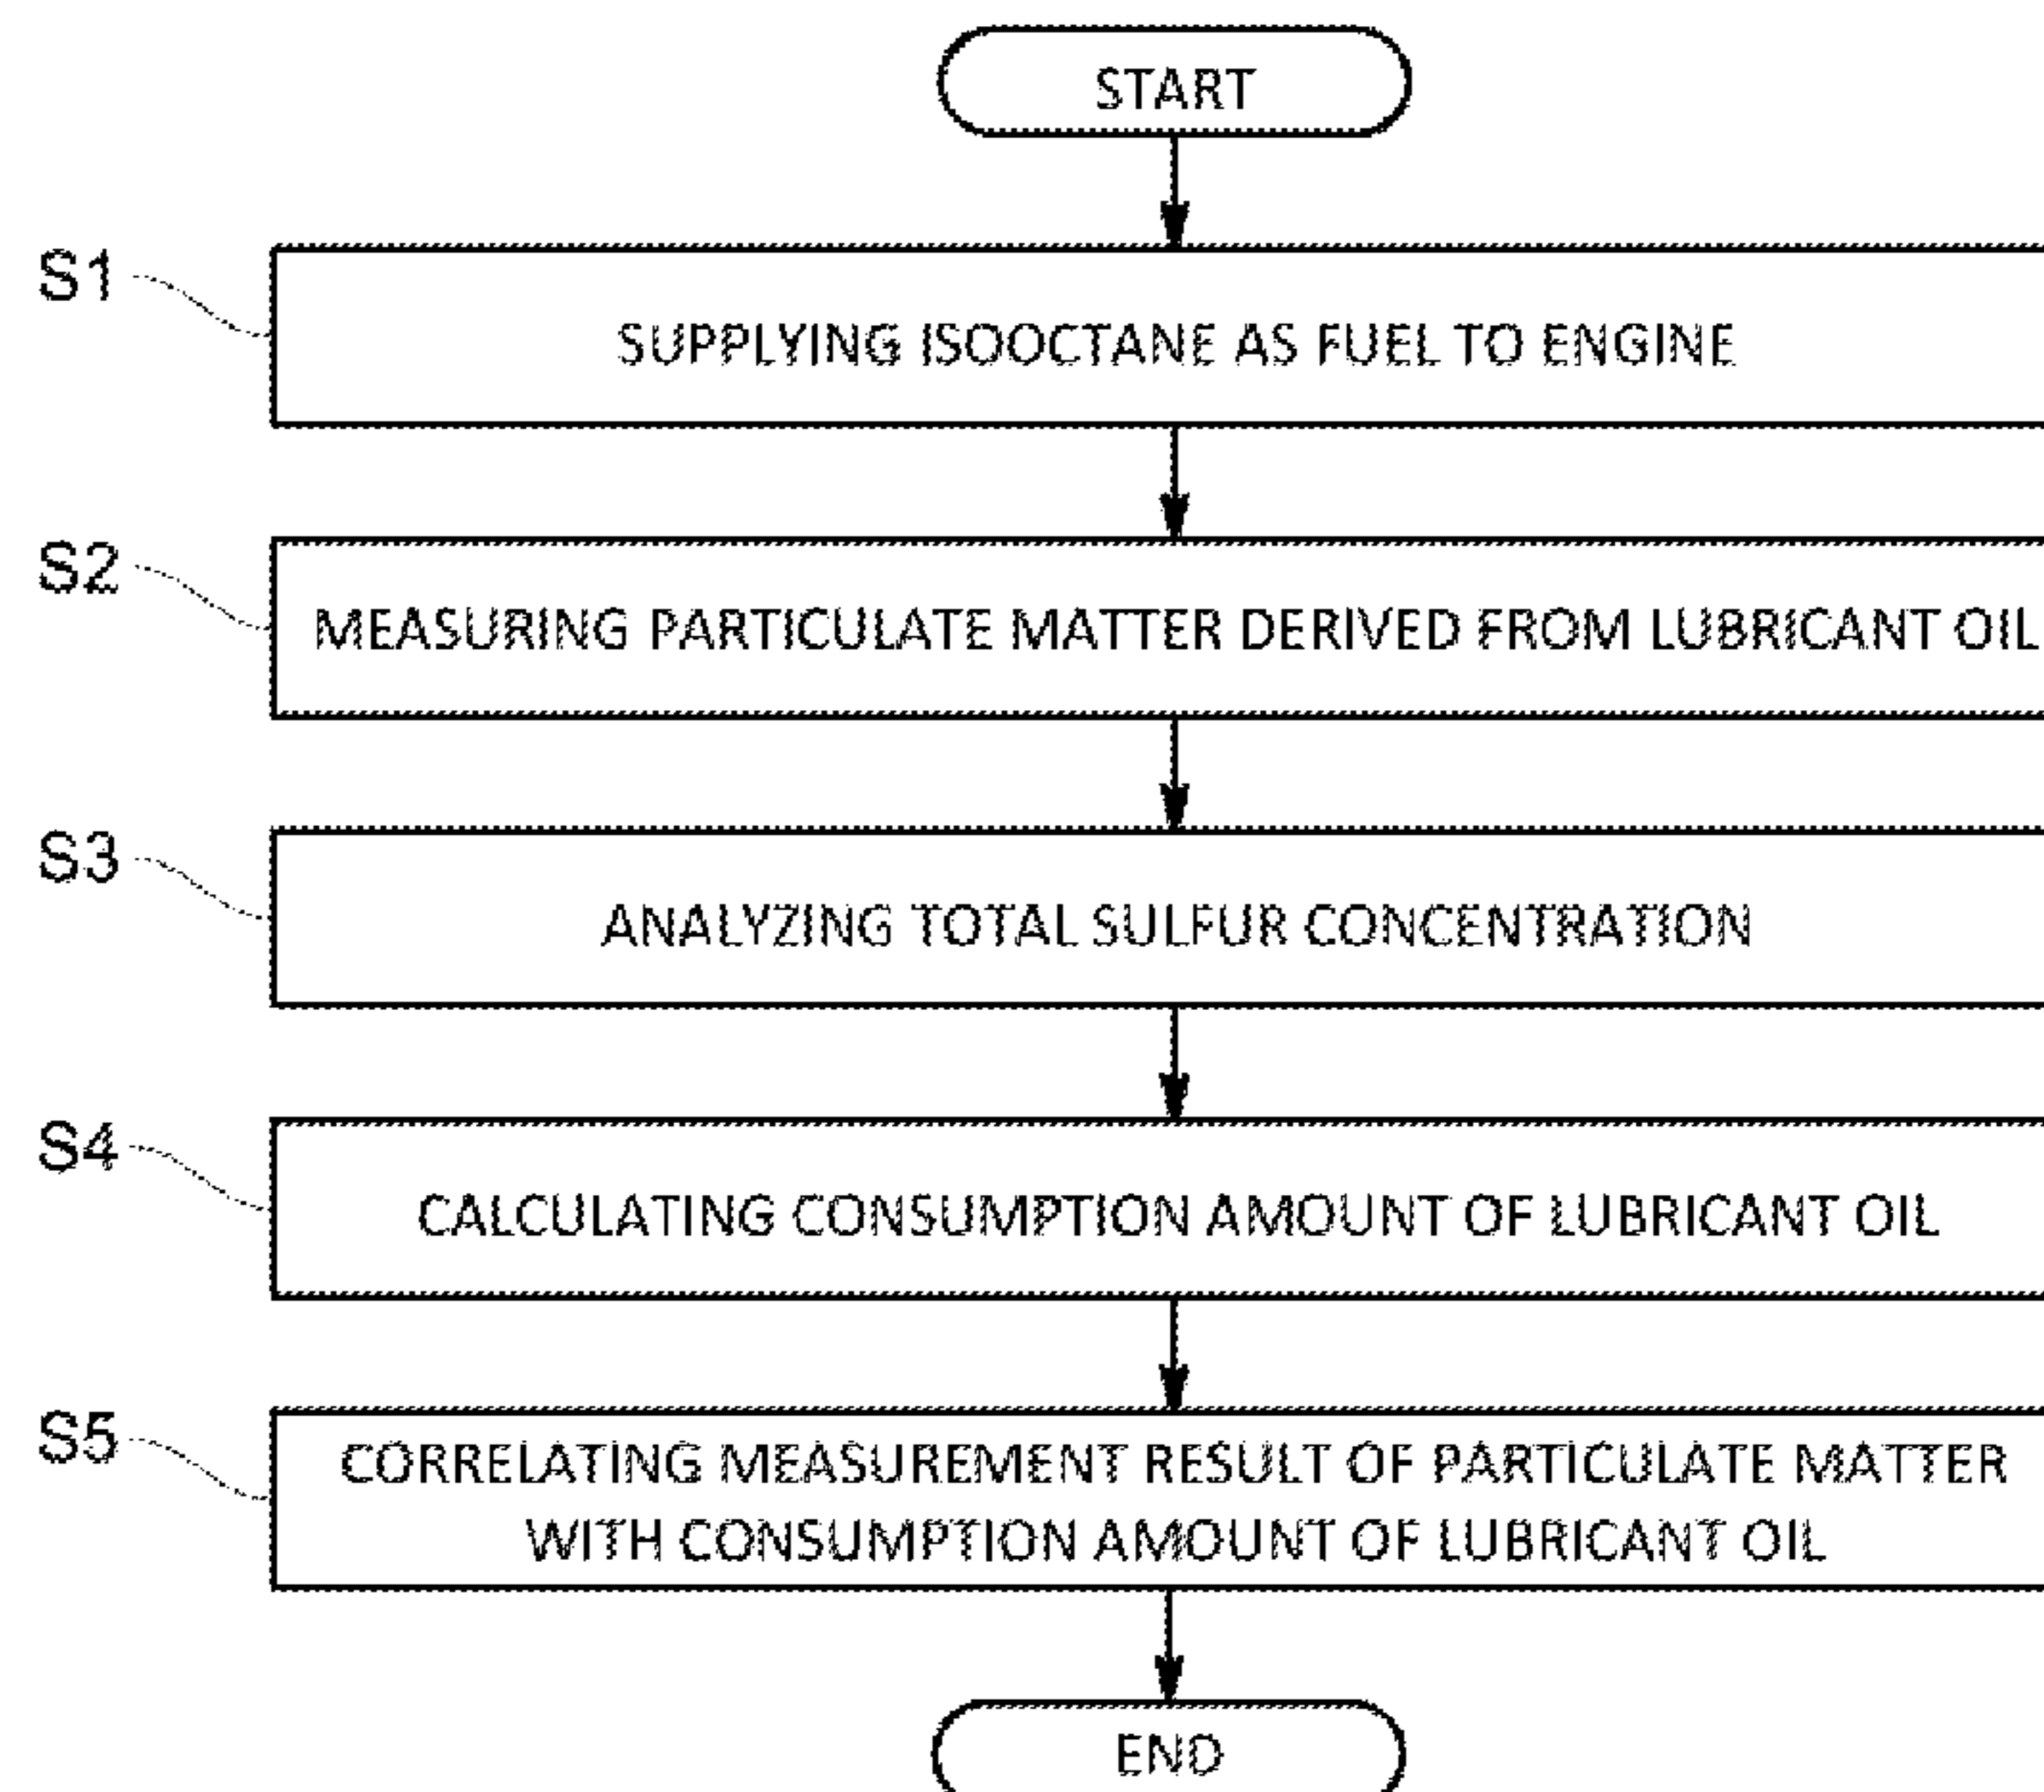 START
S1
SUPPLYING ISOOCTANE AS FUEL TO ENGINE
S2
MEASURING PARTICULATE MATTER DERIVED FROM LUBRICANT OIL
S3
ANALYZING TOTAL SULFUR CONCENTRATION
S4
CALCULATING CONSUMPTION AMOUNT OF LUBRICANT OIL
S5
CORRELATING MEASUREMENT RESULT OF PARTICULATE MATTER
WITH CONSUMPTION AMOUNT OF LUBRICANT OIL
END